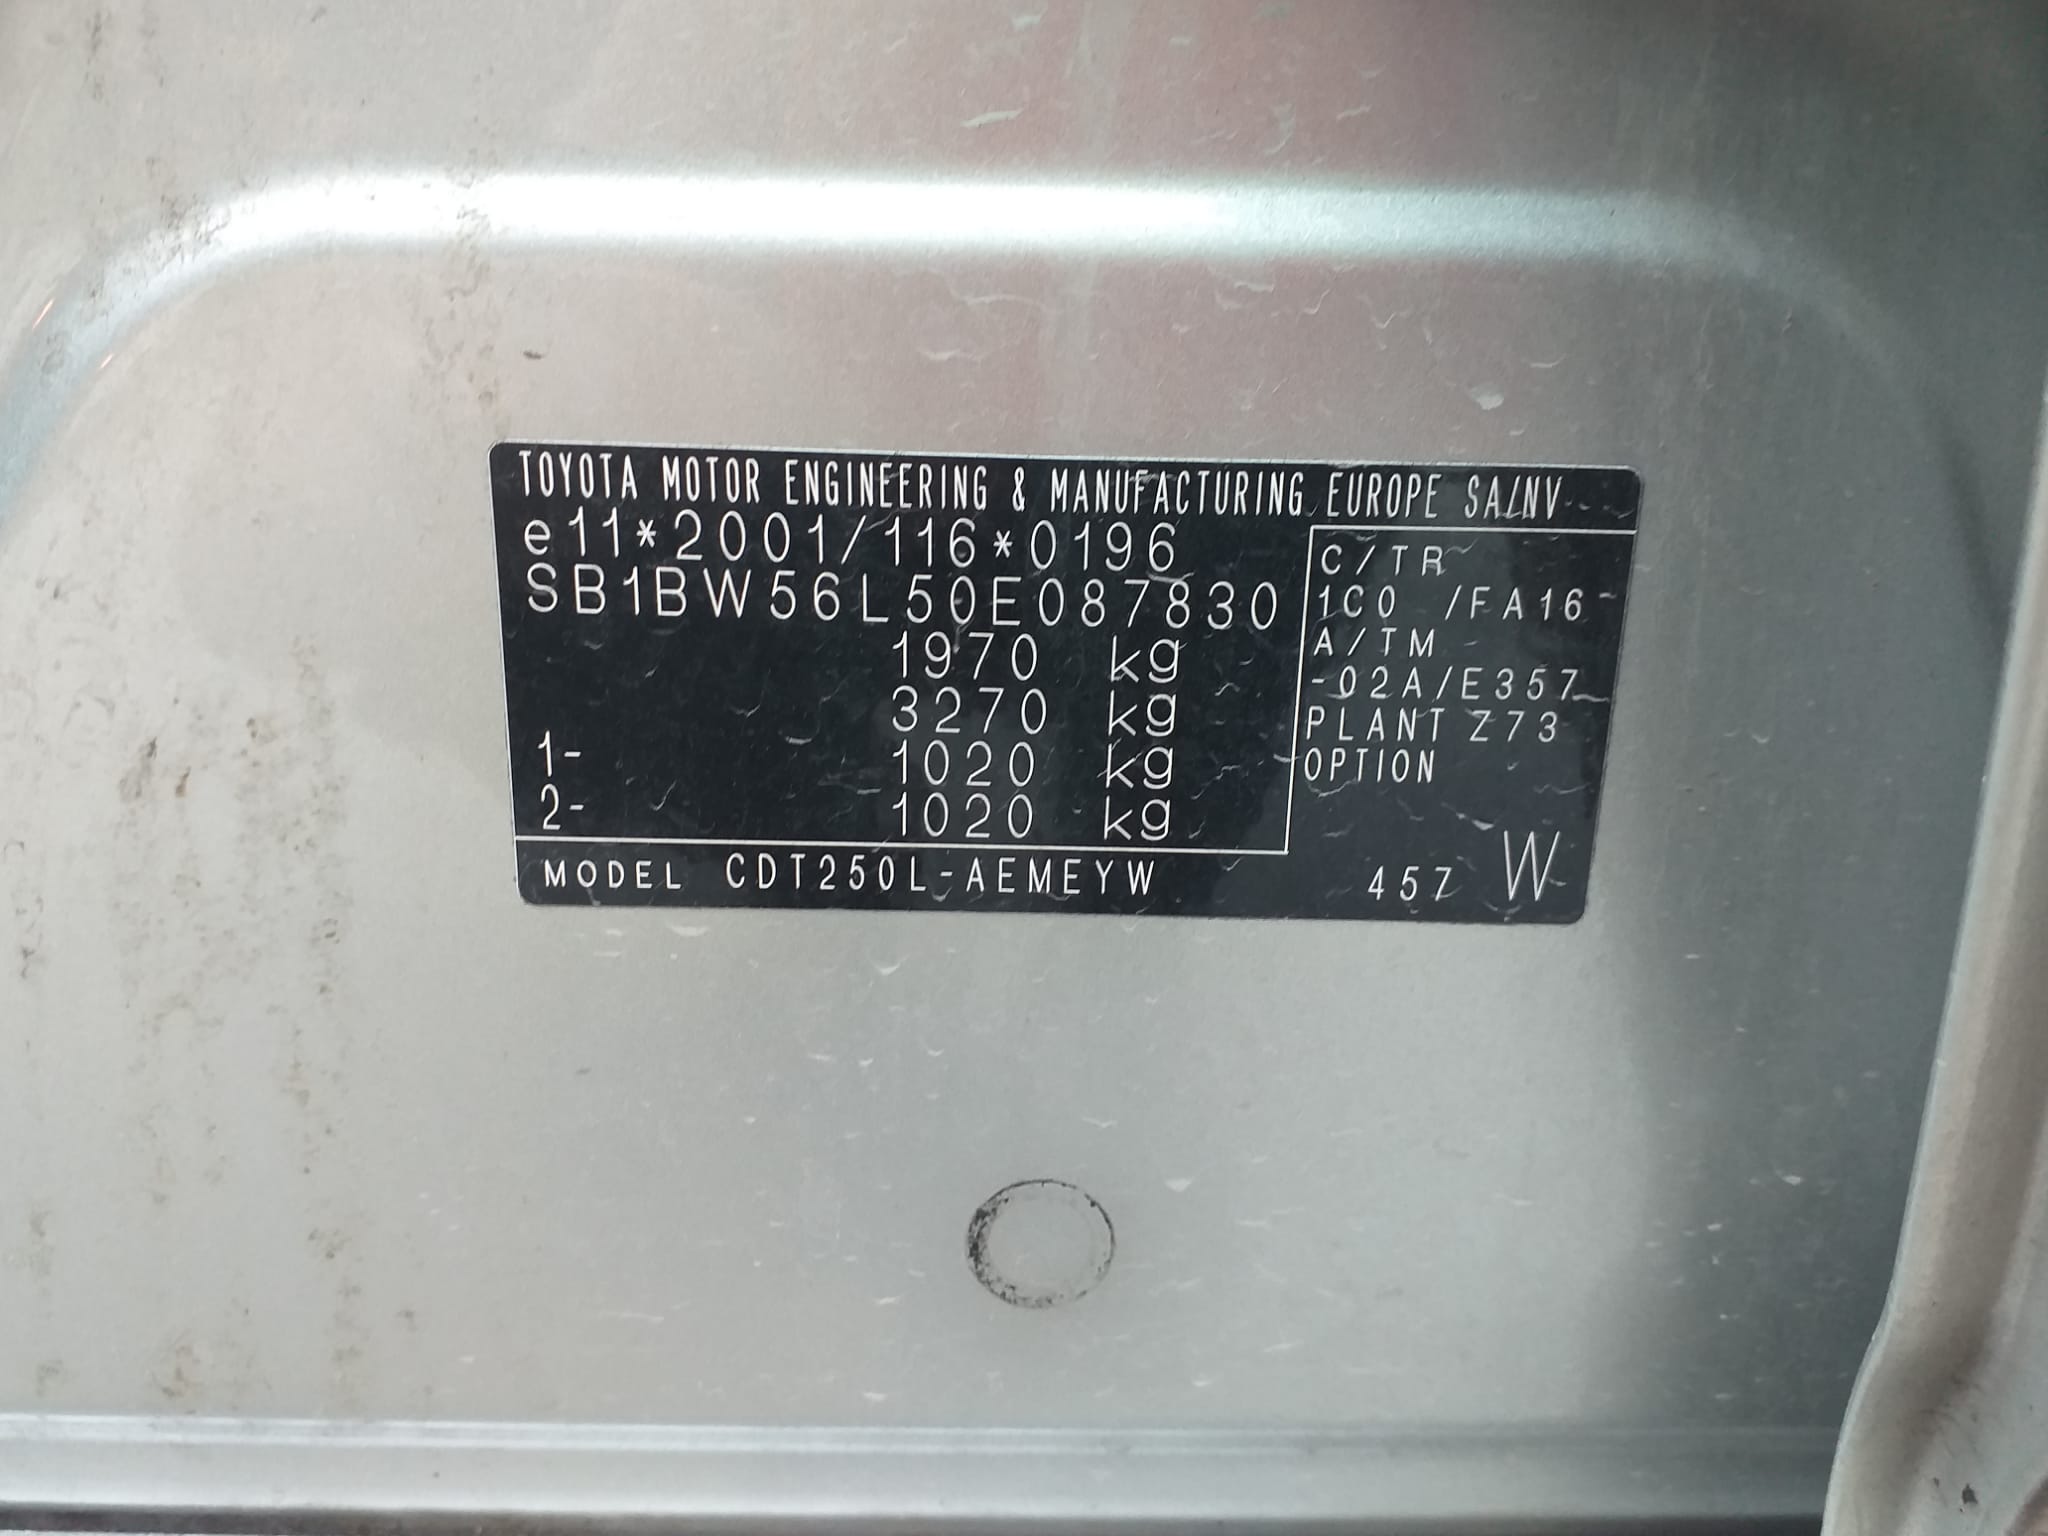 TOYOTA MOTOR ENGINEERING & MANUFACTURING EUROPE SA/NV
e11*2001/116*0196
SB1BW56L50E087830
1970 kg
3270 kg
1- 1020 kg
2- 1020 kg
C/TR
1C0 /FA16
A/TM
-02A/E357
PLANT Z73
OPTION
MODEL CDT250L-AEMEYW
457 W